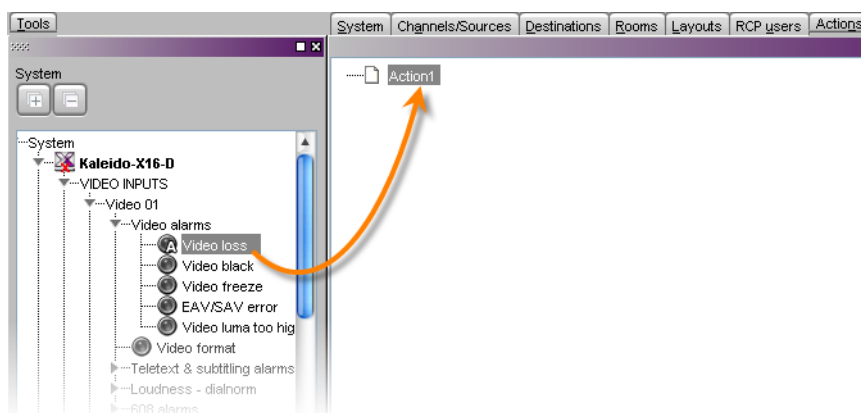 Tools
System Channels/Sources Destinations Rooms Layouts RCP users Actions
System
System
Kaleido-X16-D
VIDEO INPUTS
Video 01
Video alarms
A Video loss
Video black
Video freeze
EAV/SAV error
Video luma too hig
Video format
Teletext & subtitling alarms
Loudness - dialnorm
608 alarms
Action1